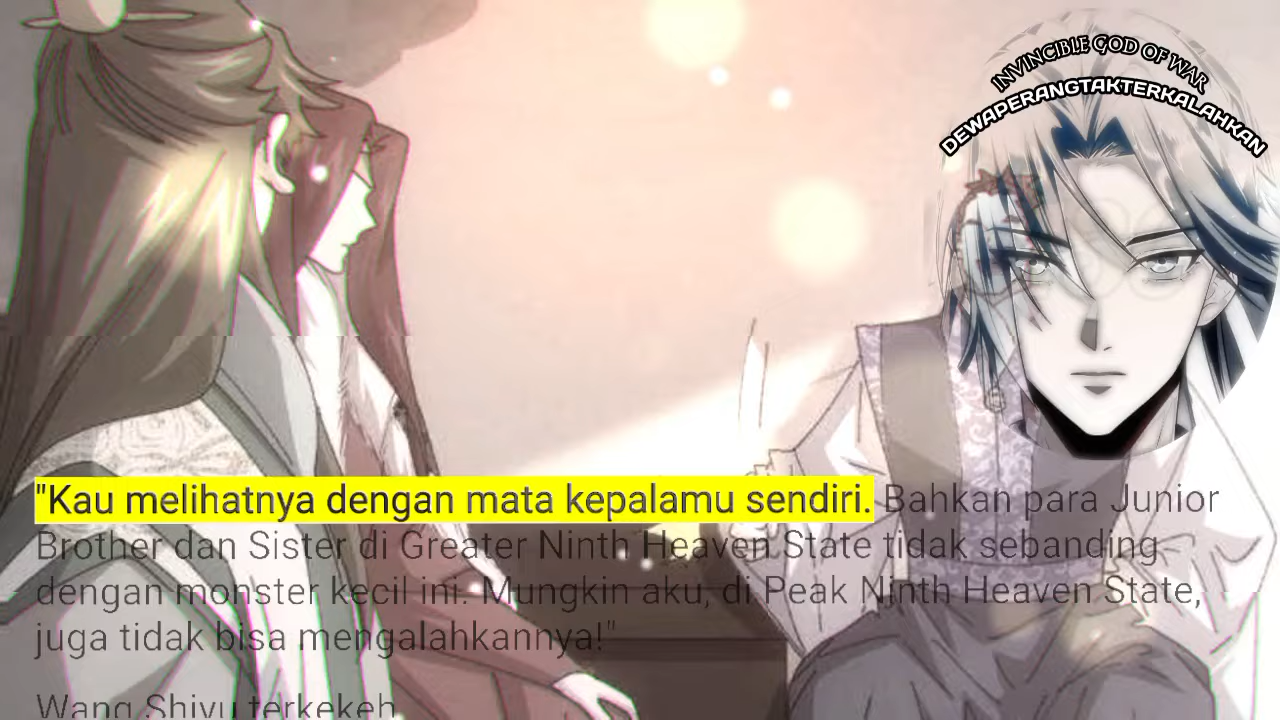 INVINCIBLE GOD OF WAR
DEWAPERANGTAKTERKALAHKAN
"Kau melihatnya dengan mata kepalamu sendiri. Bahkan para Junior
Brother dan Sister di Greater Ninth Heaven State tidak sebanding
dengan monster kecil ini. Mungkin aku, di Peak Ninth Heaven State,
juga tidak bisa mengalahkannya!"
Wang Shiyu terkekeh